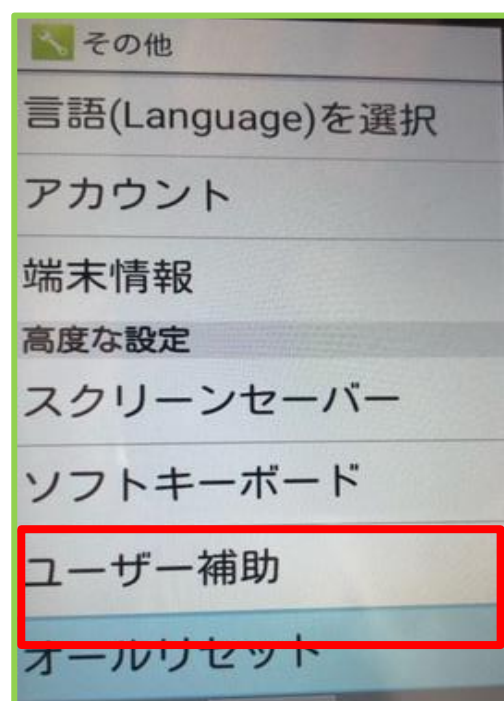 その他
言語(Language)を選択
アカウント
端末情報
高度な設定
スクリーンセーバー
ソフトキーボード
ユーザー補助
オールリセット